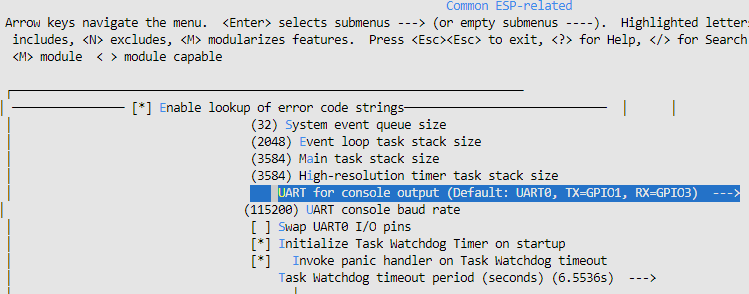 Common ESP-related
Arrow keys navigate the menu. <Enter> selects submenus ---> (or empty submenus ----). Highlighted letter
includes, <N> excludes, <M> modularizes features. Press <Esc><Esc> to exit, <?> for Help, </> for Search
<M> module < > module capable
[*] Enable lookup of error code strings
(32) System event queue size
(2048) Event loop task stack size
(3584) Main task stack size
(3584) High-resolution timer task stack size
UART for console output (Default: UART0, TX=GPIO1, RX=GPIO3) --->
(115200) UART console baud rate
[ ] Swap UART0 I/O pins
[*] Initialize Task Watchdog Timer on startup
[*] Invoke panic handler on Task Watchdog timeout
Task Watchdog timeout period (seconds) (6.5536s) --->